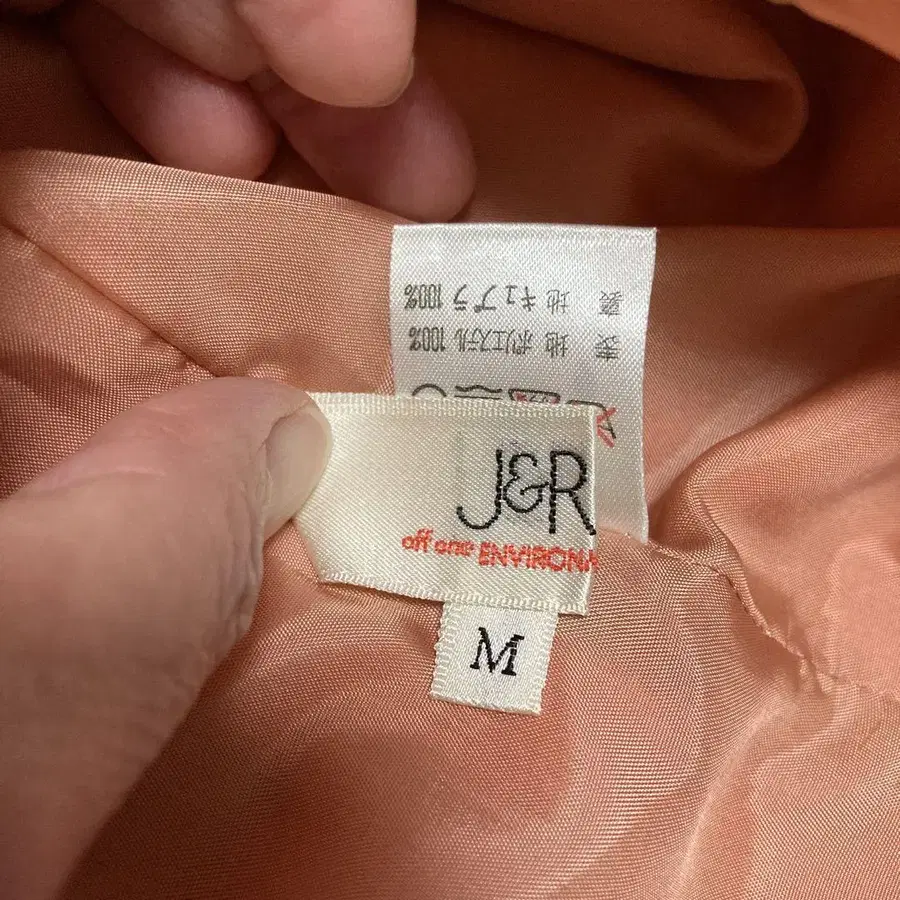 表 地 ポリエステル 100%
裏 地 キュプラ 100%
J&R
off one ENVIRON
M